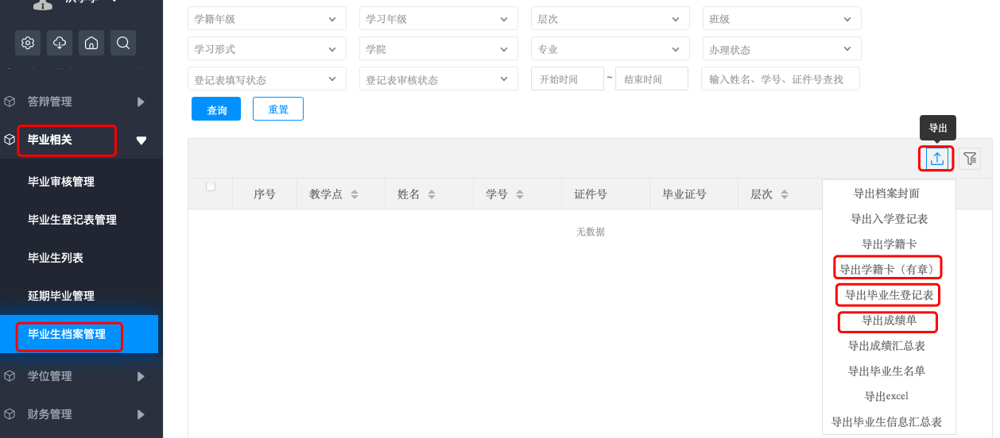 学籍年级
学习年级
层次
班级
学习形式
学院
专业
办理状态
登记表填写状态
登记表审核状态
开始时间
~
结束时间
输入姓名、学号、证件号查找
查询
重置
导出
答辩管理
毕业相关
毕业审核管理
毕业生登记表管理
毕业生列表
延期毕业管理
毕业生档案管理
学位管理
财务管理
序号
教学点
姓名
学号
证件号
毕业证号
层次
无数据
导出档案封面
导出入学登记表
导出学籍卡
导出学籍卡（有章）
导出毕业生登记表
导出成绩单
导出成绩汇总表
导出毕业生名单
导出excel
导出毕业生信息汇总表